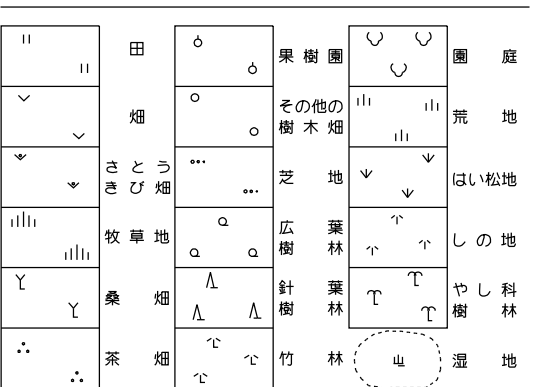 田
畑
さとう
きび畑
牧草地
桑畑
茶畑
果樹園
その他の
樹木畑
芝地
広葉
樹林
針葉
樹林
竹林
園庭
荒地
はい松地
しの地
やし科
樹林
湿地